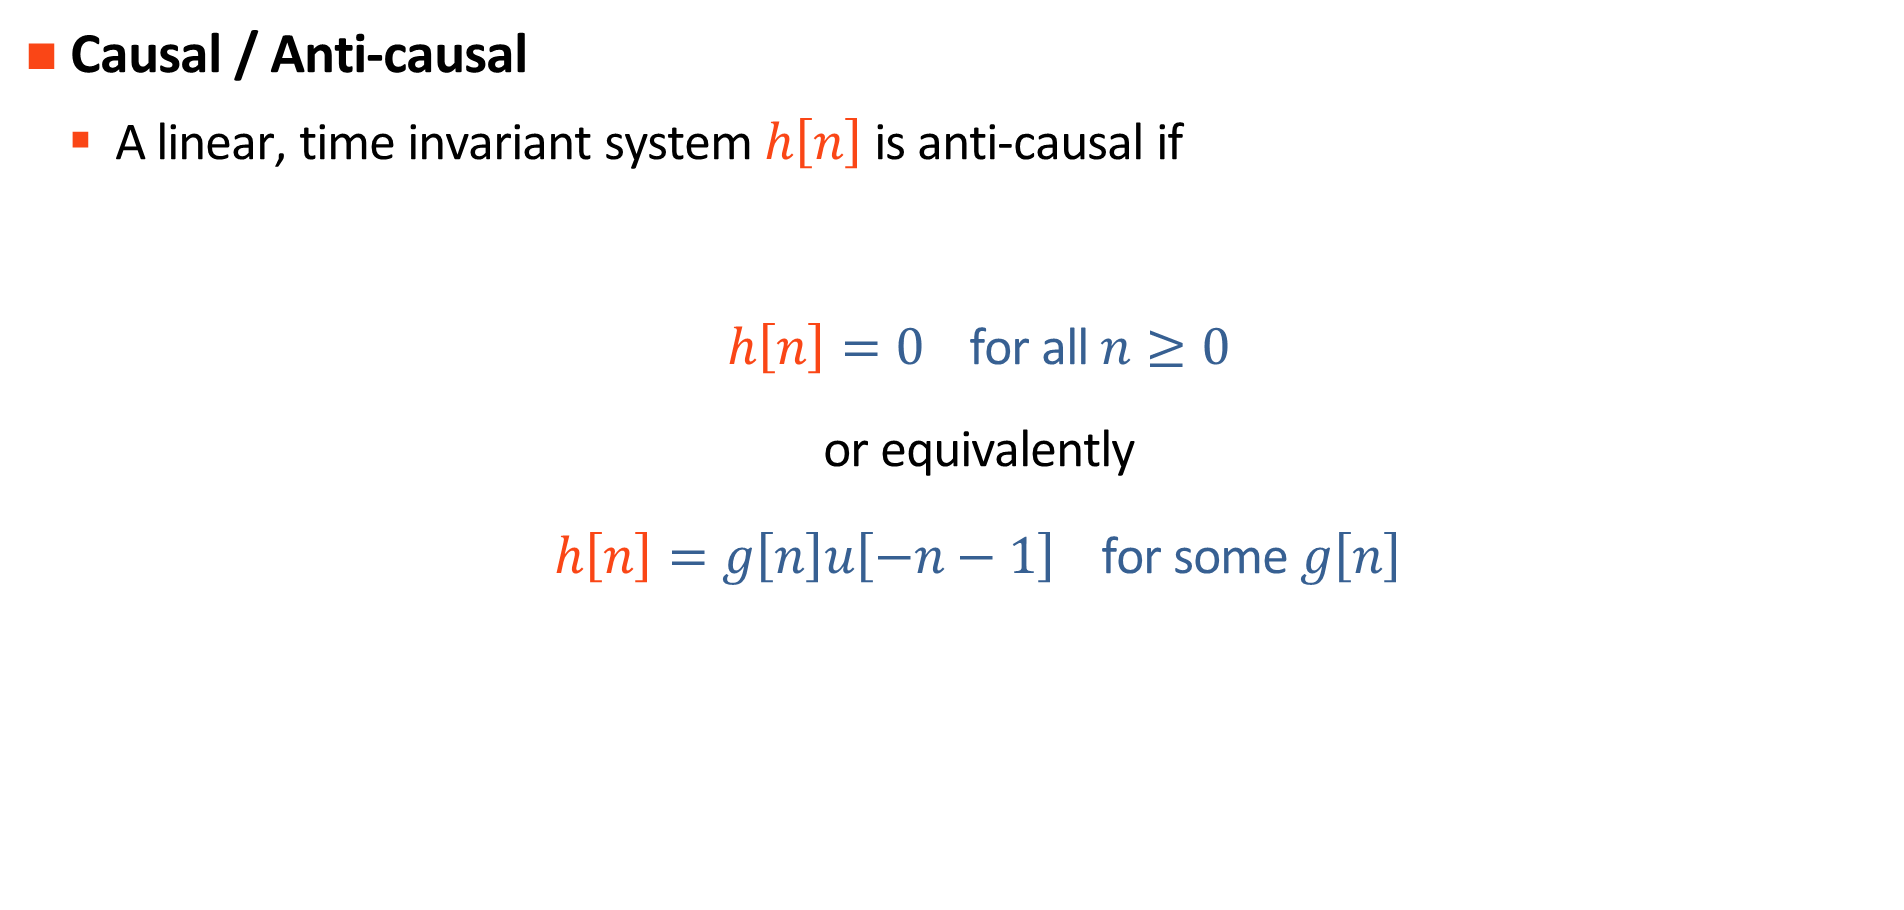 Causal / Anti-causal
A linear, time invariant system h[n] is anti-causal if
h[n] = 0 for all n ≥ 0
or equivalently
h[n] = g[n]u[−n − 1] for some g[n]